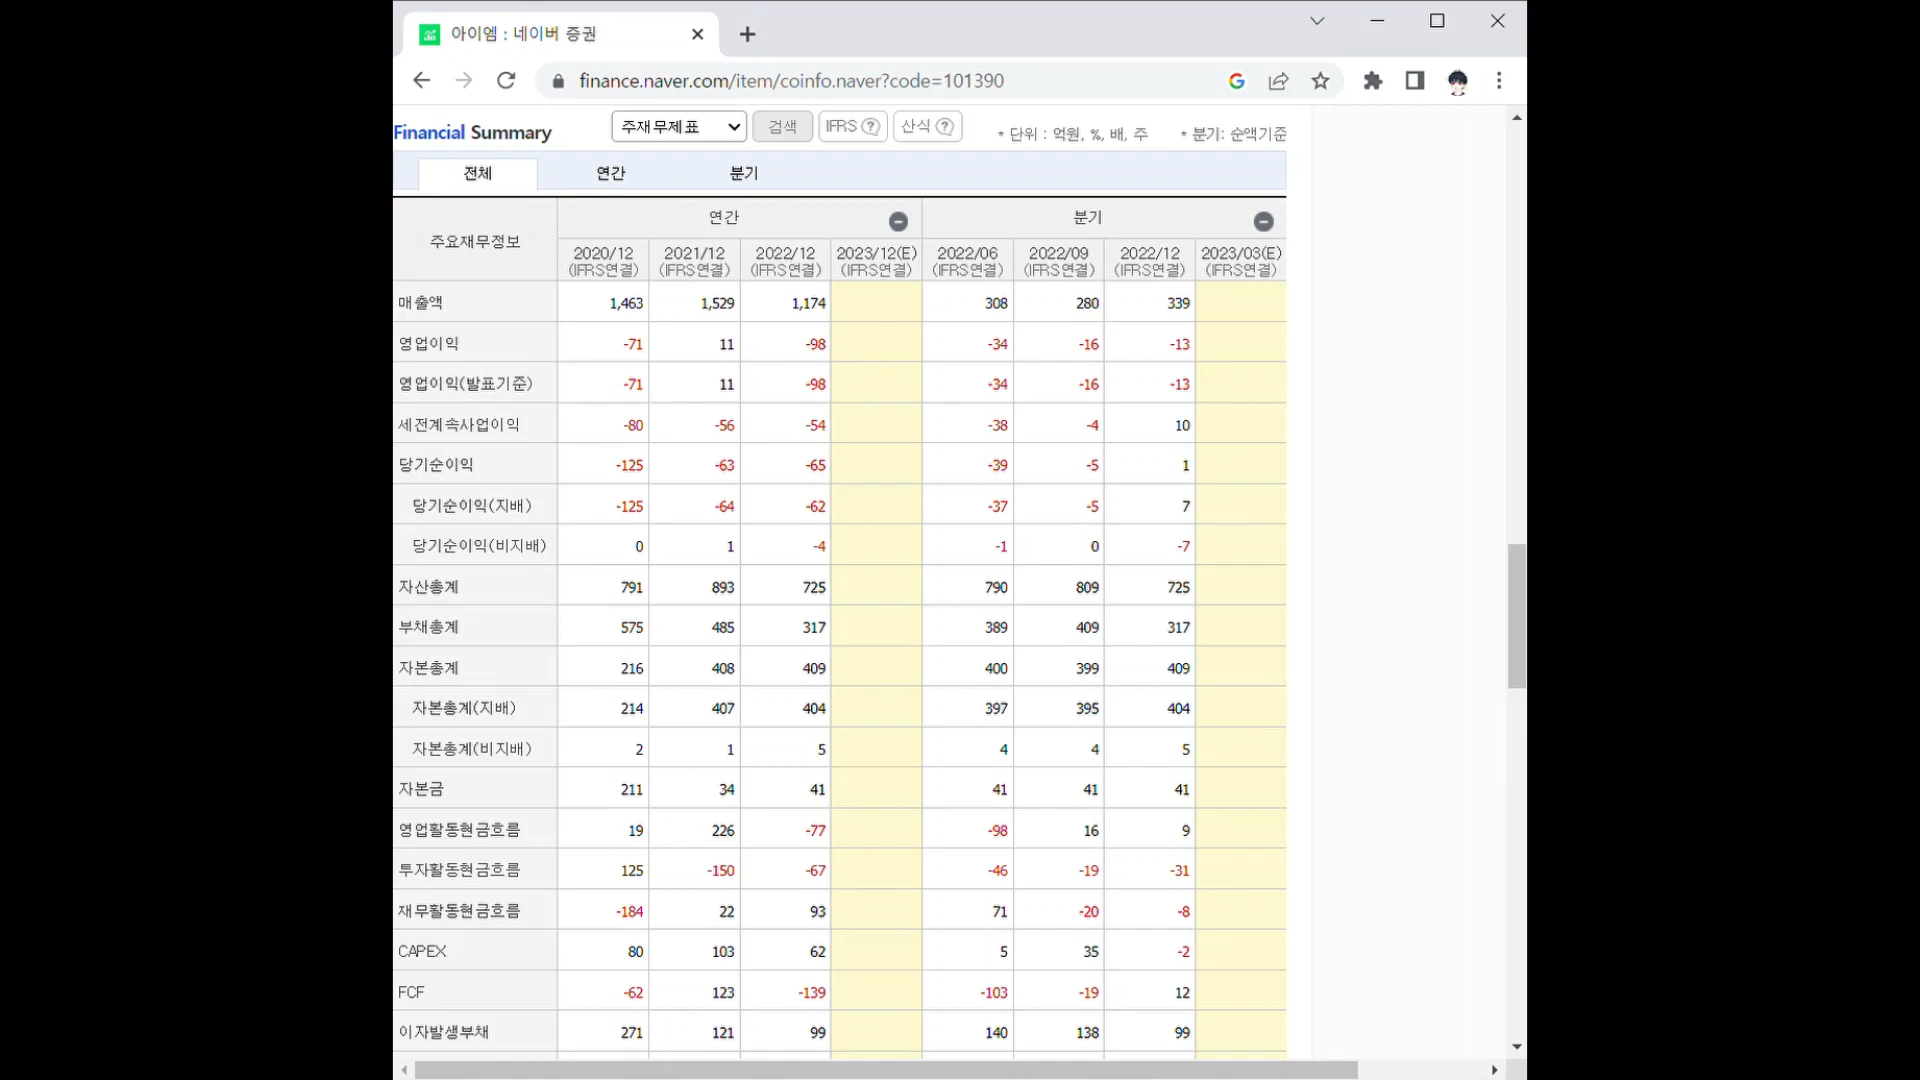 아이엠 : 네이버 증권
finance.naver.com/item/coinfo.naver?code=101390
Financial Summary 주재무제표 검색 IFRS ? 산식 ? * 단위 : 억원, %, 배, 주 * 분기: 순액기준
전체 연간 분기
주요재무정보 연간 분기
2020/12 2021/12 2022/12 2023/12(E) 2022/06 2022/09 2022/12 2023/03(E)
(IFRS연결) (IFRS연결) (IFRS연결) (IFRS연결) (IFRS연결) (IFRS연결) (IFRS연결) (IFRS연결)
매출액 1,463 1,529 1,174 308 280 339
영업이익 -71 11 -98 -34 -16 -13
영업이익(발표기준) -71 11 -98 -34 -16 -13
세전계속사업이익 -80 -56 -54 -38 -4 10
당기순이익 -125 -63 -65 -39 -5 1
당기순이익(지배) -125 -64 -62 -37 -5 7
당기순이익(비지배) 0 1 -4 -1 0 -7
자산총계 791 893 725 790 809 725
부채총계 575 485 317 389 409 317
자본총계 216 408 409 400 399 409
자본총계(지배) 214 407 404 397 395 404
자본총계(비지배) 2 1 5 4 4 5
자본금 211 34 41 41 41 41
영업활동현금흐름 19 226 -77 -98 16 9
투자활동현금흐름 125 -150 -67 -46 -19 -31
재무활동현금흐름 -184 22 93 71 -20 -8
CAPEX 80 103 62 5 35 -2
FCF -62 123 -139 -103 -19 12
이자발생부채 271 121 99 140 138 99